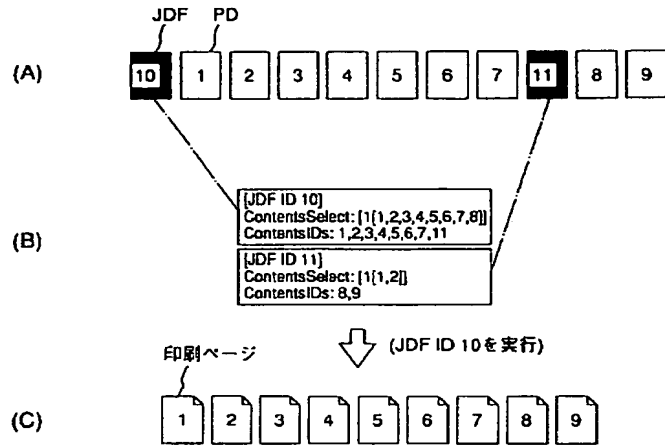 JDF PD
(A) 10 1 2 3 4 5 6 7 11 8 9
[JDF ID 10]
ContentsSelect: [1[1,2,3,4,5,6,7,8]]
ContentsIDs: 1,2,3,4,5,6,7,11
(B)
[JDF ID 11]
ContentsSelect: [1[1,2]]
ContentsIDs: 8,9
(JDF ID 10を実行)
印刷ページ
(C) 1 2 3 4 5 6 7 8 9